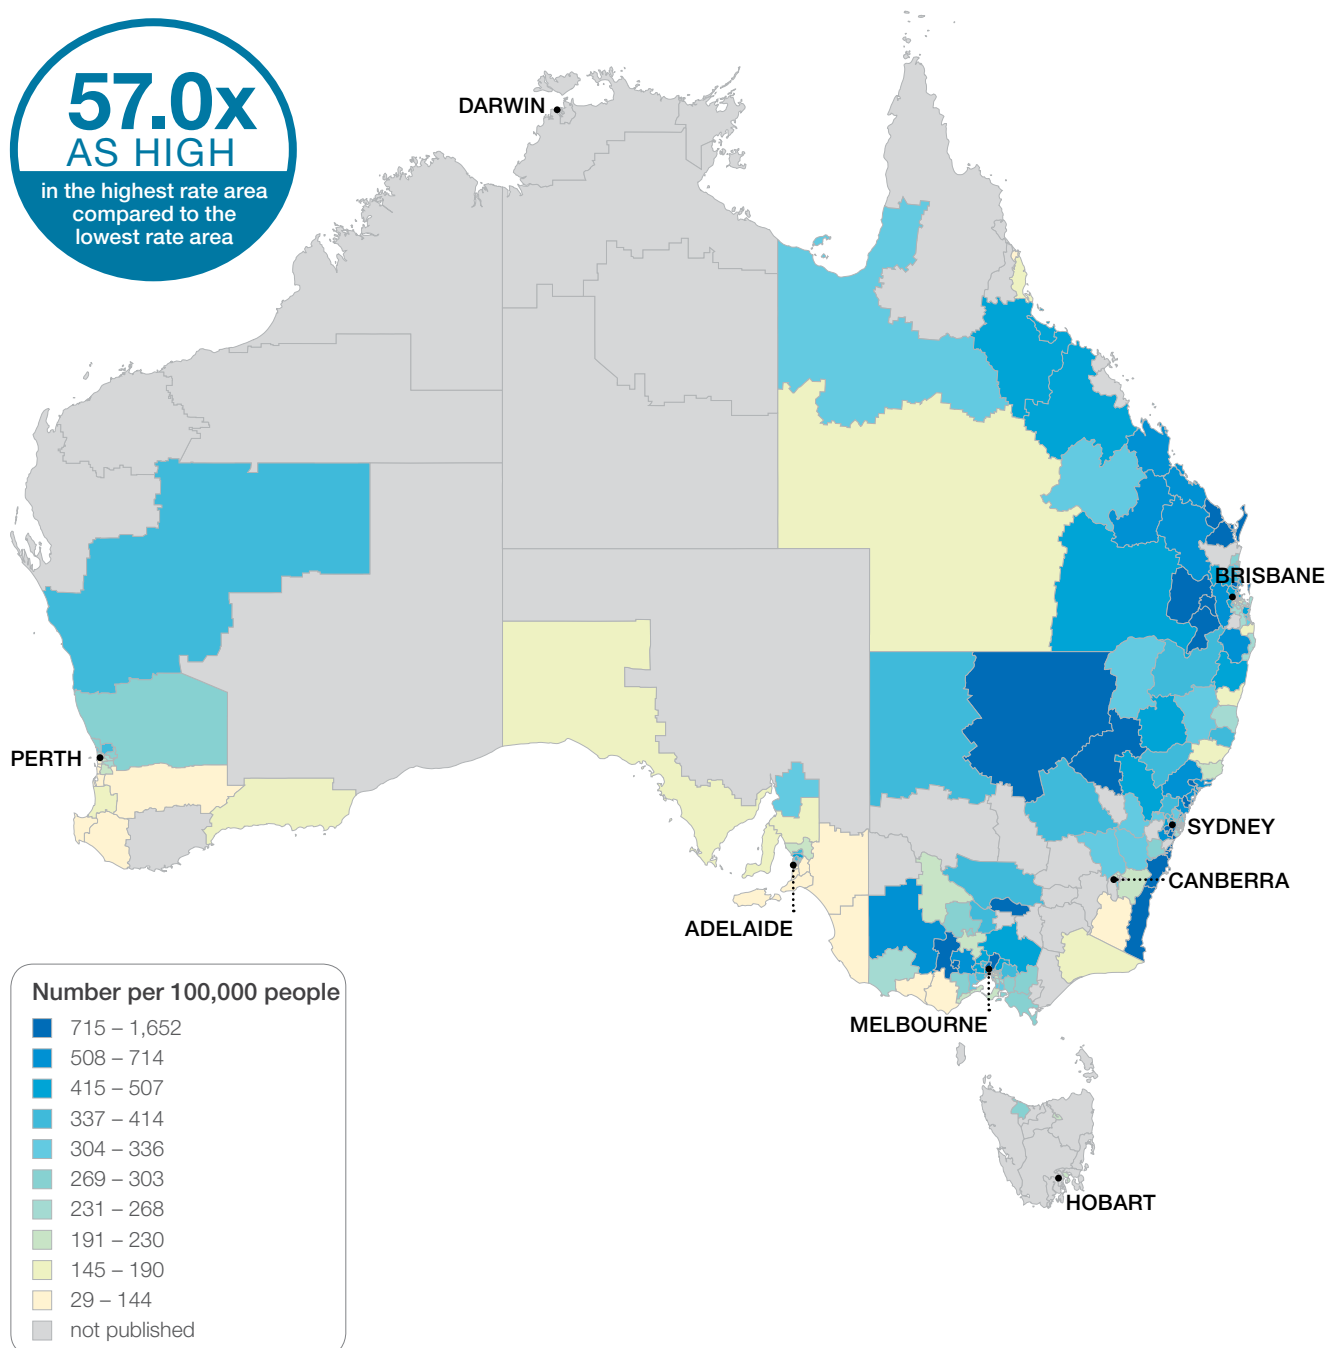 57.0x
AS HIGH
in the highest rate area
compared to the
lowest rate area
DARWIN
BRISBANE
PERTH
SYDNEY
CANBERRA
ADELAIDE
MELBOURNE
HOBART
Number per 100,000 people
715 – 1,652
508 – 714
415 – 507
337 – 414
304 – 336
269 – 303
231 – 268
191 – 230
145 – 190
29 – 144
not published